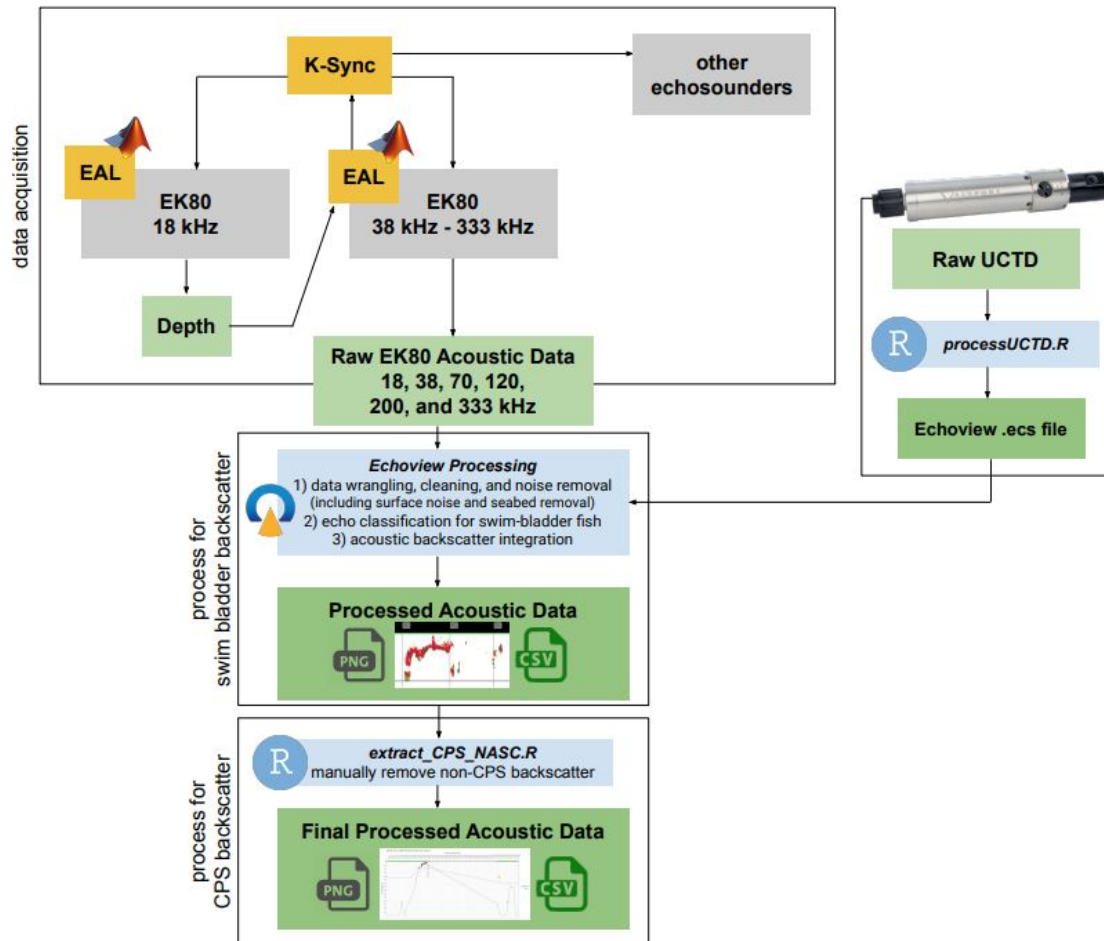 data acquisition
K-Sync
other
echosounders
EAL
EK80
18 kHz
EAL
EK80
38 kHz - 333 kHz
Depth
Raw EK80 Acoustic Data
18, 38, 70, 120,
200, and 333 kHz
Raw UCTD
R
processUCTD.R
Echoview .ecs file
process for
swim bladder backscatter
Echoview Processing
1) data wrangling, cleaning, and noise removal
(including surface noise and seabed removal)
2) echo classification for swim-bladder fish
3) acoustic backscatter integration
Processed Acoustic Data
PNG
CSV
process for
CPS backscatter
R
extract_CPS_NASC.R
manually remove non-CPS backscatter
Final Processed Acoustic Data
PNG
CSV